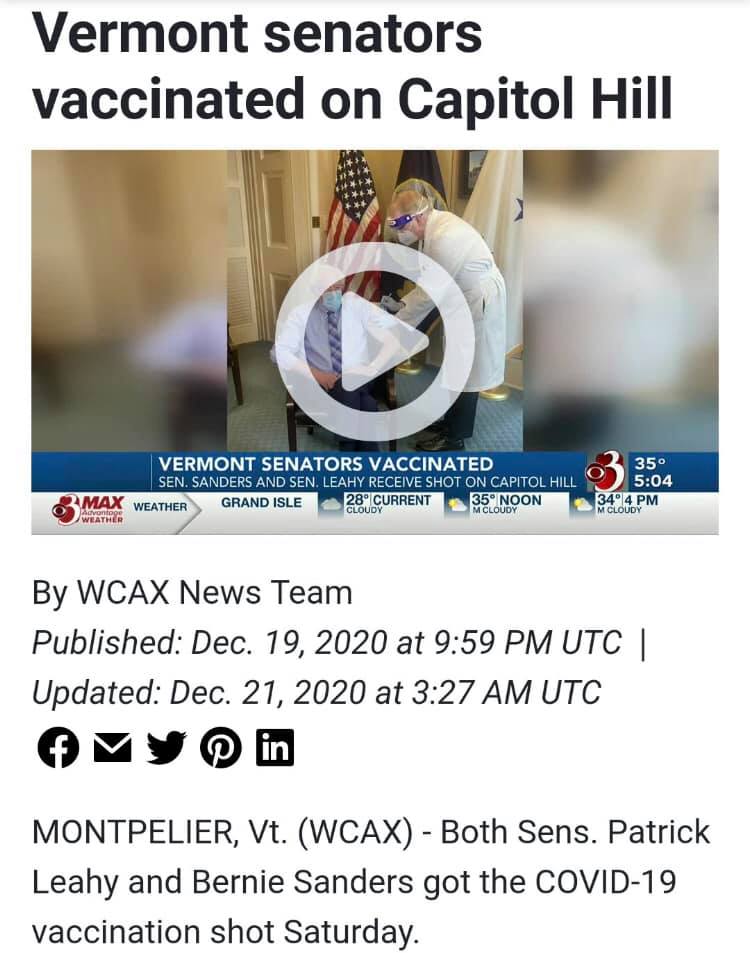 Vermont senators
vaccinated on Capitol Hill
VERMONT SENATORS VACCINATED
SEN. SANDERS AND SEN. LEAHY RECEIVE SHOT ON CAPITOL HILL
3
35°
5:04
3 MAX
Advantage
WEATHER
WEATHER
GRAND ISLE
28° CURRENT
CLOUDY
35° NOON
M CLOUDY
34° 4 PM
M CLOUDY
By WCAX News Team
Published: Dec. 19, 2020 at 9:59 PM UTC |
Updated: Dec. 21, 2020 at 3:27 AM UTC
MONTPELIER, Vt. (WCAX) - Both Sens. Patrick
Leahy and Bernie Sanders got the COVID-19
vaccination shot Saturday.